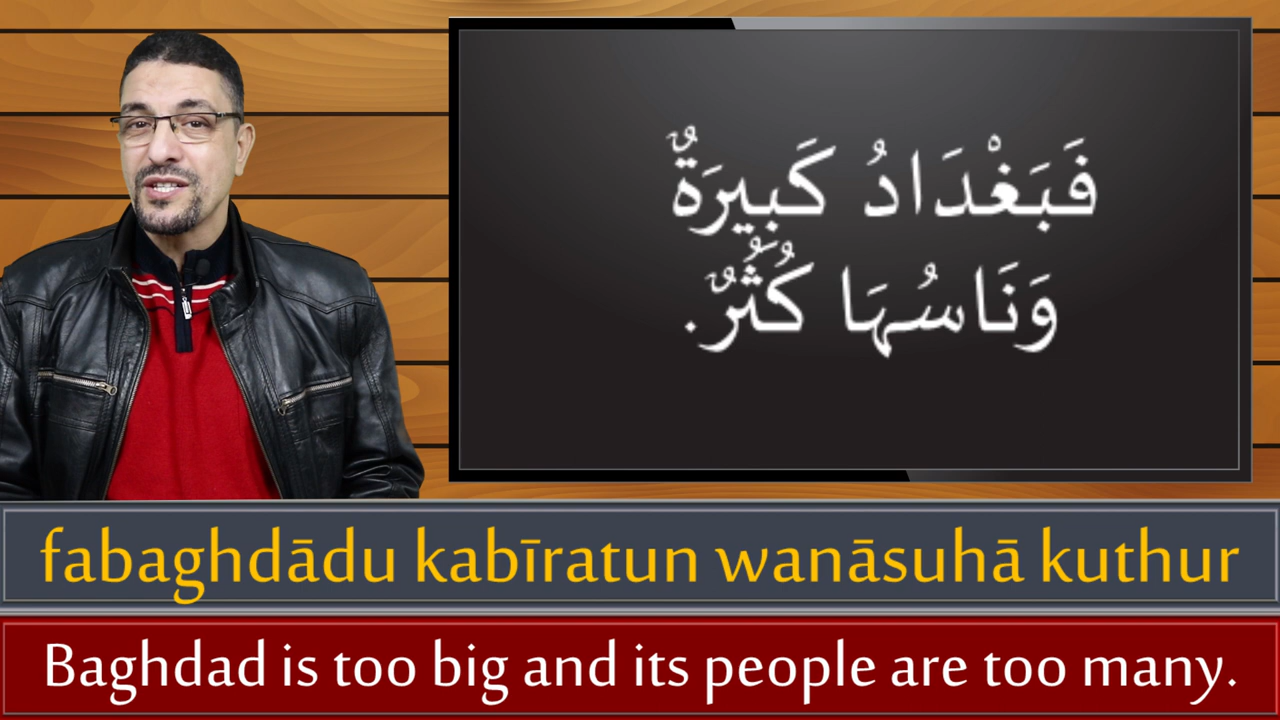 فَبَغْدَادُ كَبِيرَةٌ
وَنَاسُهَا كُثُرٌ.
fabaghdādu kabīratun wanāsuhā kuthur
Baghdad is too big and its people are too many.